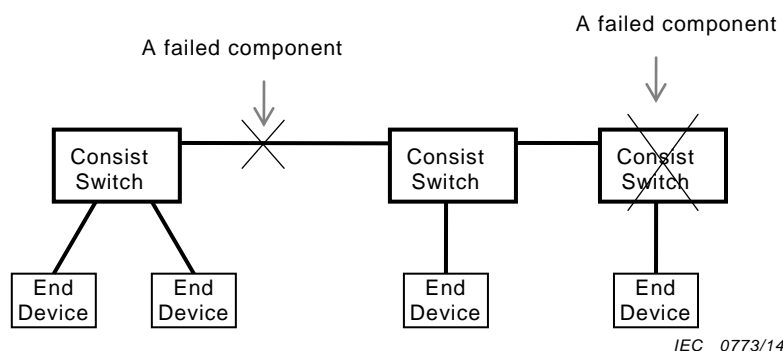 A failed component
A failed component
Consist
Switch
Consist
Switch
Consist
Switch
End
Device
End
Device
End
Device
End
Device
IEC 0773/14